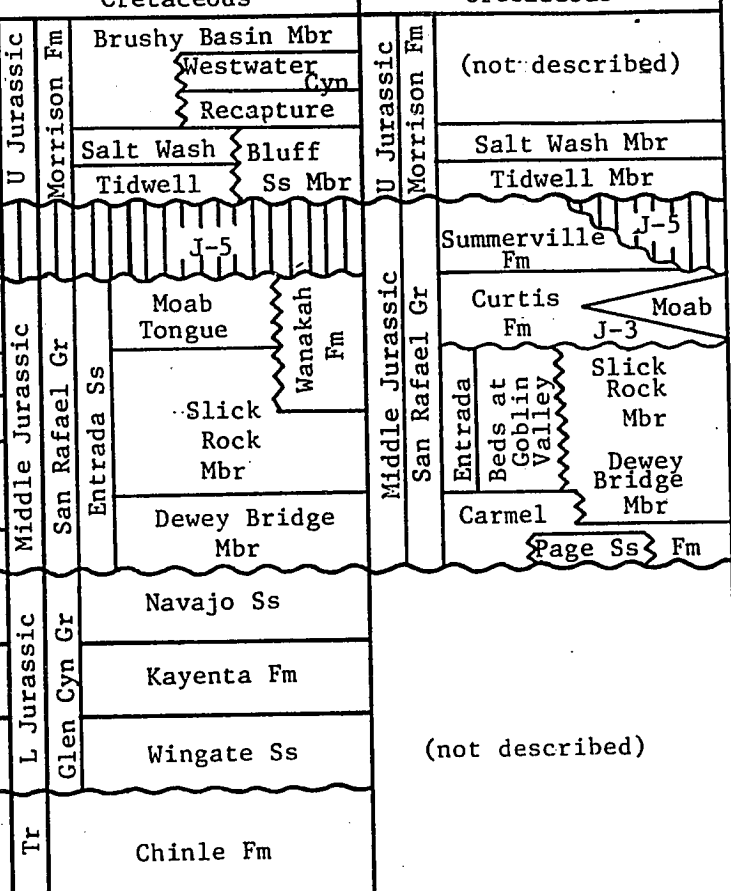 U Jurassic
Morrison Fm
Brushy Basin Mbr
Westwater
Cyn
Recapture
Salt Wash
Bluff
Tidwell
Ss Mbr
J-5
Middle Jurassic
San Rafael Gr
Entrada Ss
Moab
Tongue
Wanakah
Fm
Slick
Rock
Mbr
Dewey Bridge
Mbr
L Jurassic
Glen Cyn Gr
Navajo Ss
Kayenta Fm
Wingate Ss
Tr
Chinle Fm
U Jurassic
Morrison Fm
(not described)
Salt Wash Mbr
Tidwell Mbr
Middle Jurassic
San Rafael Gr
J-5
Summerville
Fm
Curtis
Fm
Moab
J-3
Entrada
Beds at
Goblin
Valley
Slick
Rock
Mbr
Dewey
Bridge
Mbr
Carmel
Page Ss
Fm
(not described)